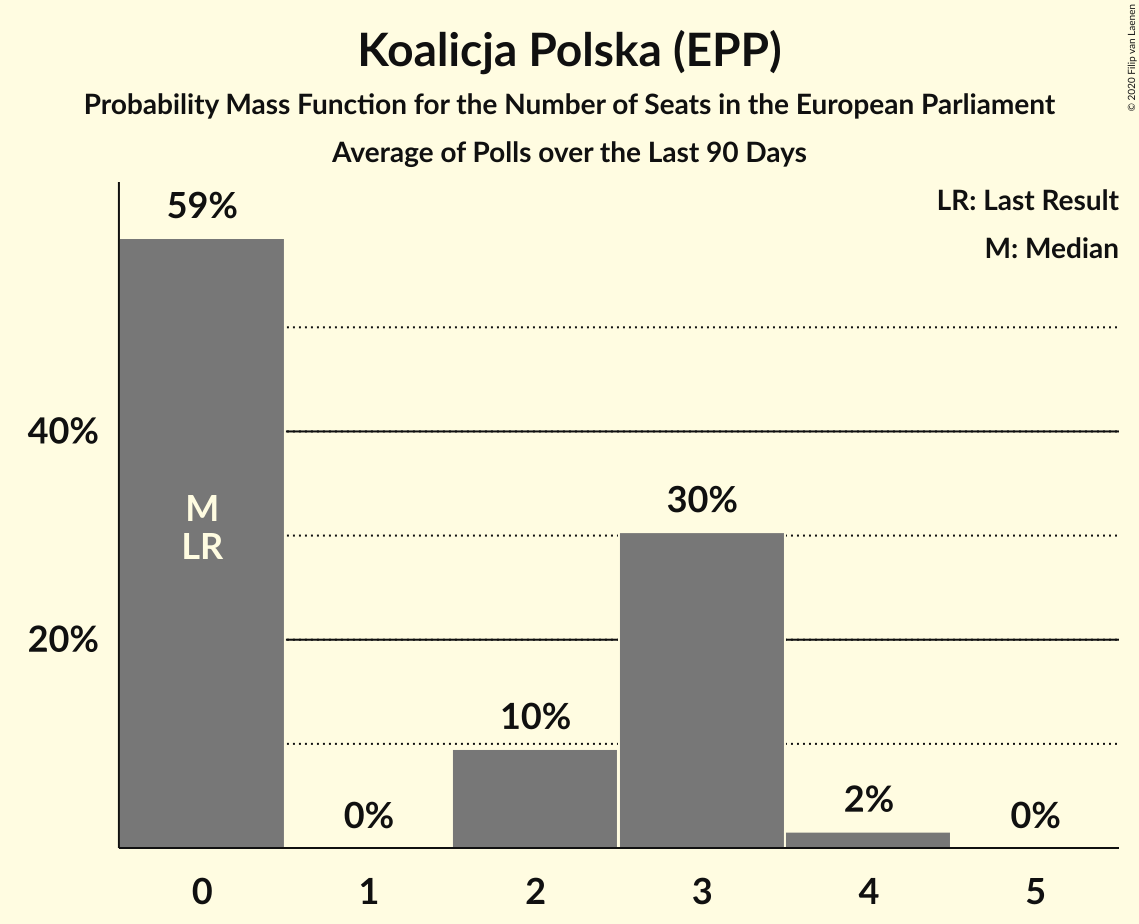 Koalicja Polska (EPP)
Probability Mass Function for the Number of Seats in the European Parliament
Average of Polls over the Last 90 Days
© 2020 Filip van Laenen
LR: Last Result
M: Median
59%
40%
M
LR
30%
20%
10%
2%
0%
0%
0 1 2 3 4 5